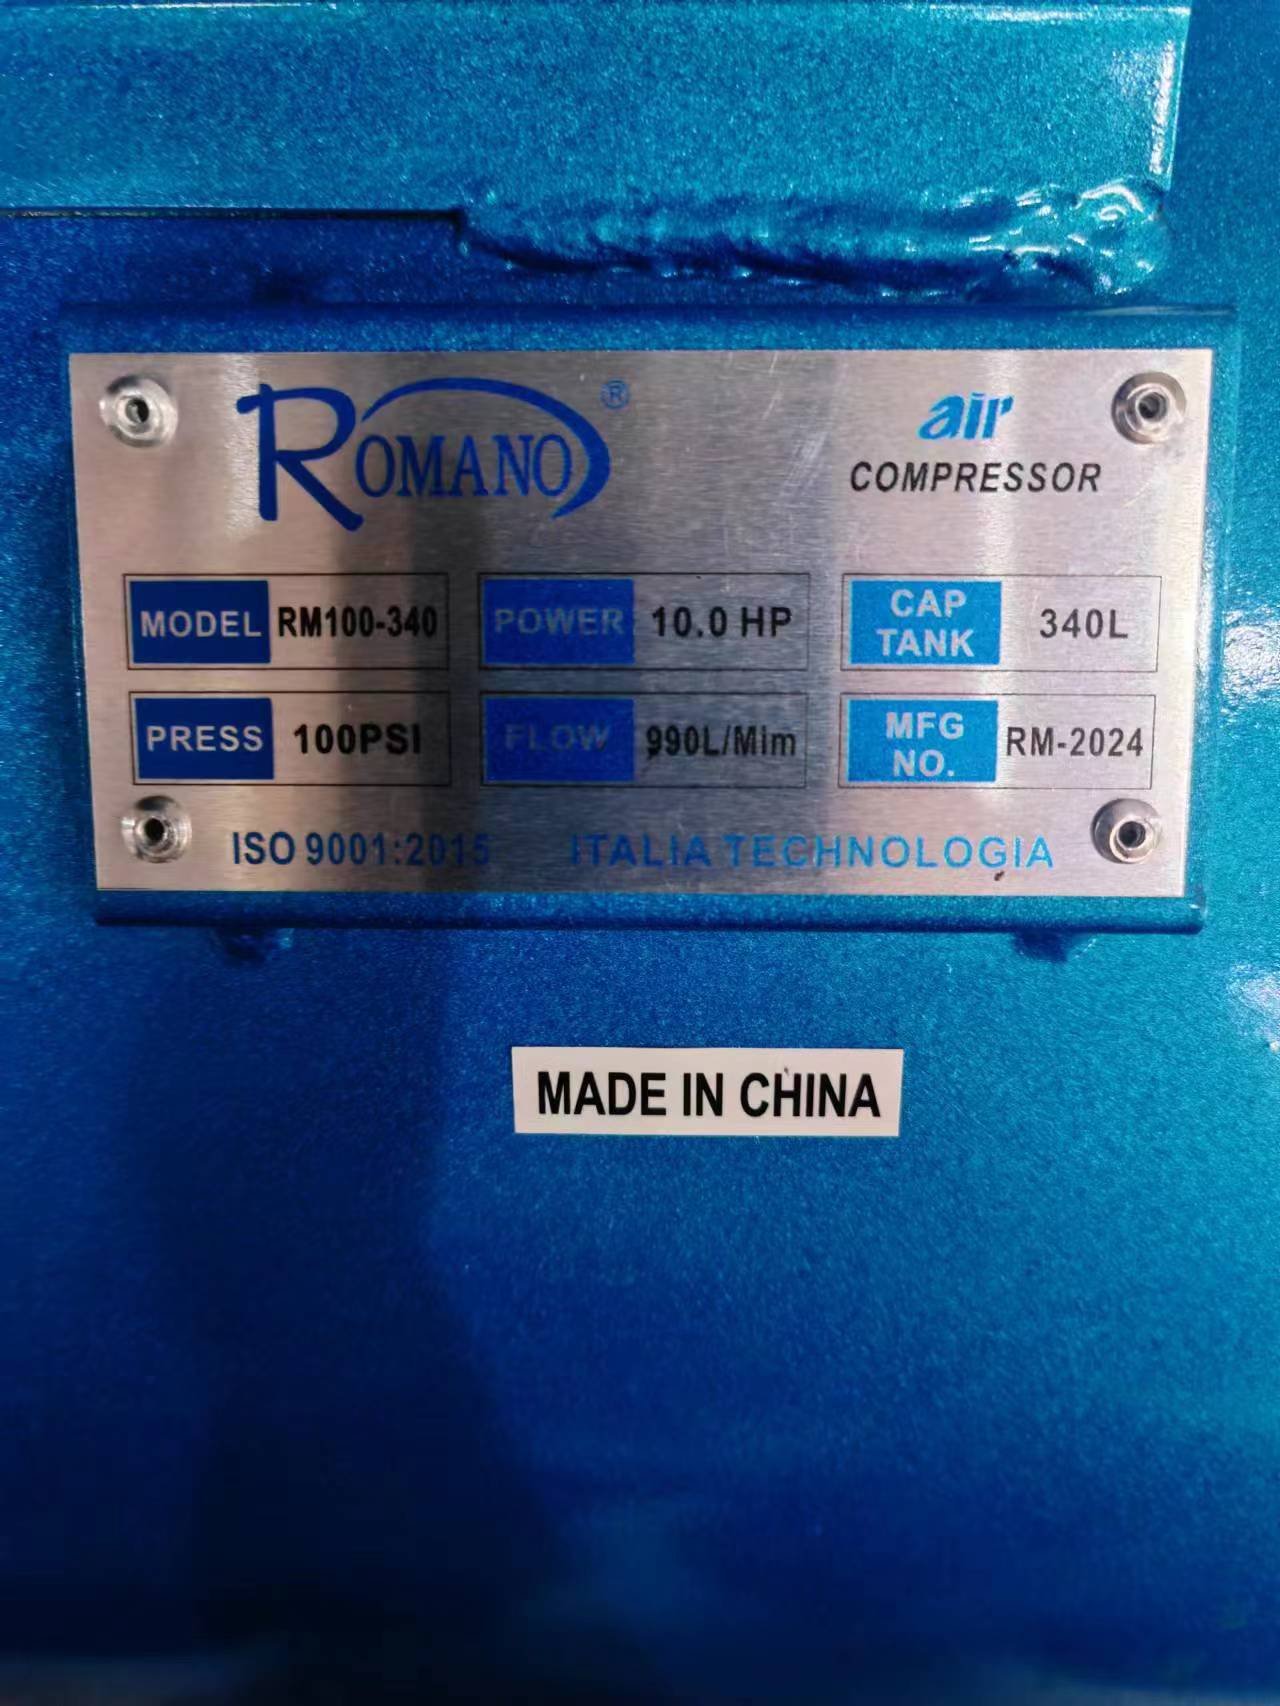 ROMANO®
air
COMPRESSOR
MODEL RM100-340
POWER 10.0 HP
CAP TANK 340L
PRESS 100PSI
FLOW 990L/Mim
MFG NO. RM-2024
ISO 9001:2015 ITALIA TECHNOLOGIA
MADE IN CHINA